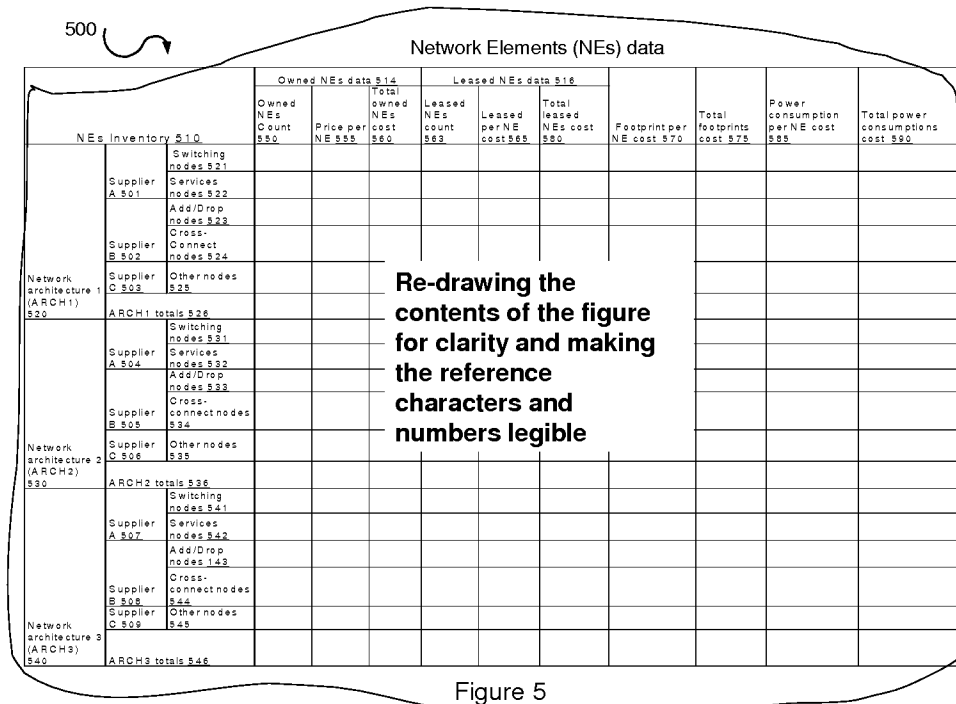 500
Network Elements (NEs) data
Owned NEs data 514
Leased NEs data 516
NEs Inventory 510
Owned NEs Count 550
Price per NE 555
Total owned NEs cost 560
Leased NEs count 563
Leased per NE cost 565
Total leased NEs cost 580
Footprint per NE cost 570
Total footprints cost 575
Power consumption per NE cost 585
Total power consumptions cost 590
Network architecture 1 (ARCH1) 520
Supplier A 501
Switching nodes 521
Services nodes 522
Add/Drop nodes 523
Supplier B 502
Cross-Connect nodes 524
Supplier C 503
Other nodes 525
ARCH1 totals 526
Network architecture 2 (ARCH2) 530
Supplier A 504
Switching nodes 531
Services nodes 532
Add/Drop nodes 533
Supplier B 505
Cross-connect nodes 534
Supplier C 506
Other nodes 535
ARCH2 totals 536
Network architecture 3 (ARCH3) 540
Supplier A 507
Switching nodes 541
Services nodes 542
Add/Drop nodes 143
Supplier B 508
Cross-connect nodes 544
Supplier C 509
Other nodes 545
ARCH3 totals 546
Re-drawing the
contents of the figure
for clarity and making
the reference
characters and
numbers legible
Figure 5